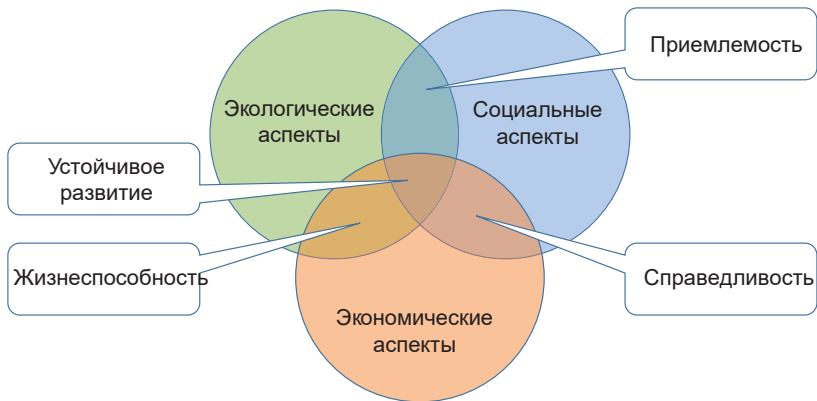 Приемлемость
Экологические
аспекты
Социальные
аспекты
Устойчивое
развитие
Жизнеспособность
Справедливость
Экономические
аспекты